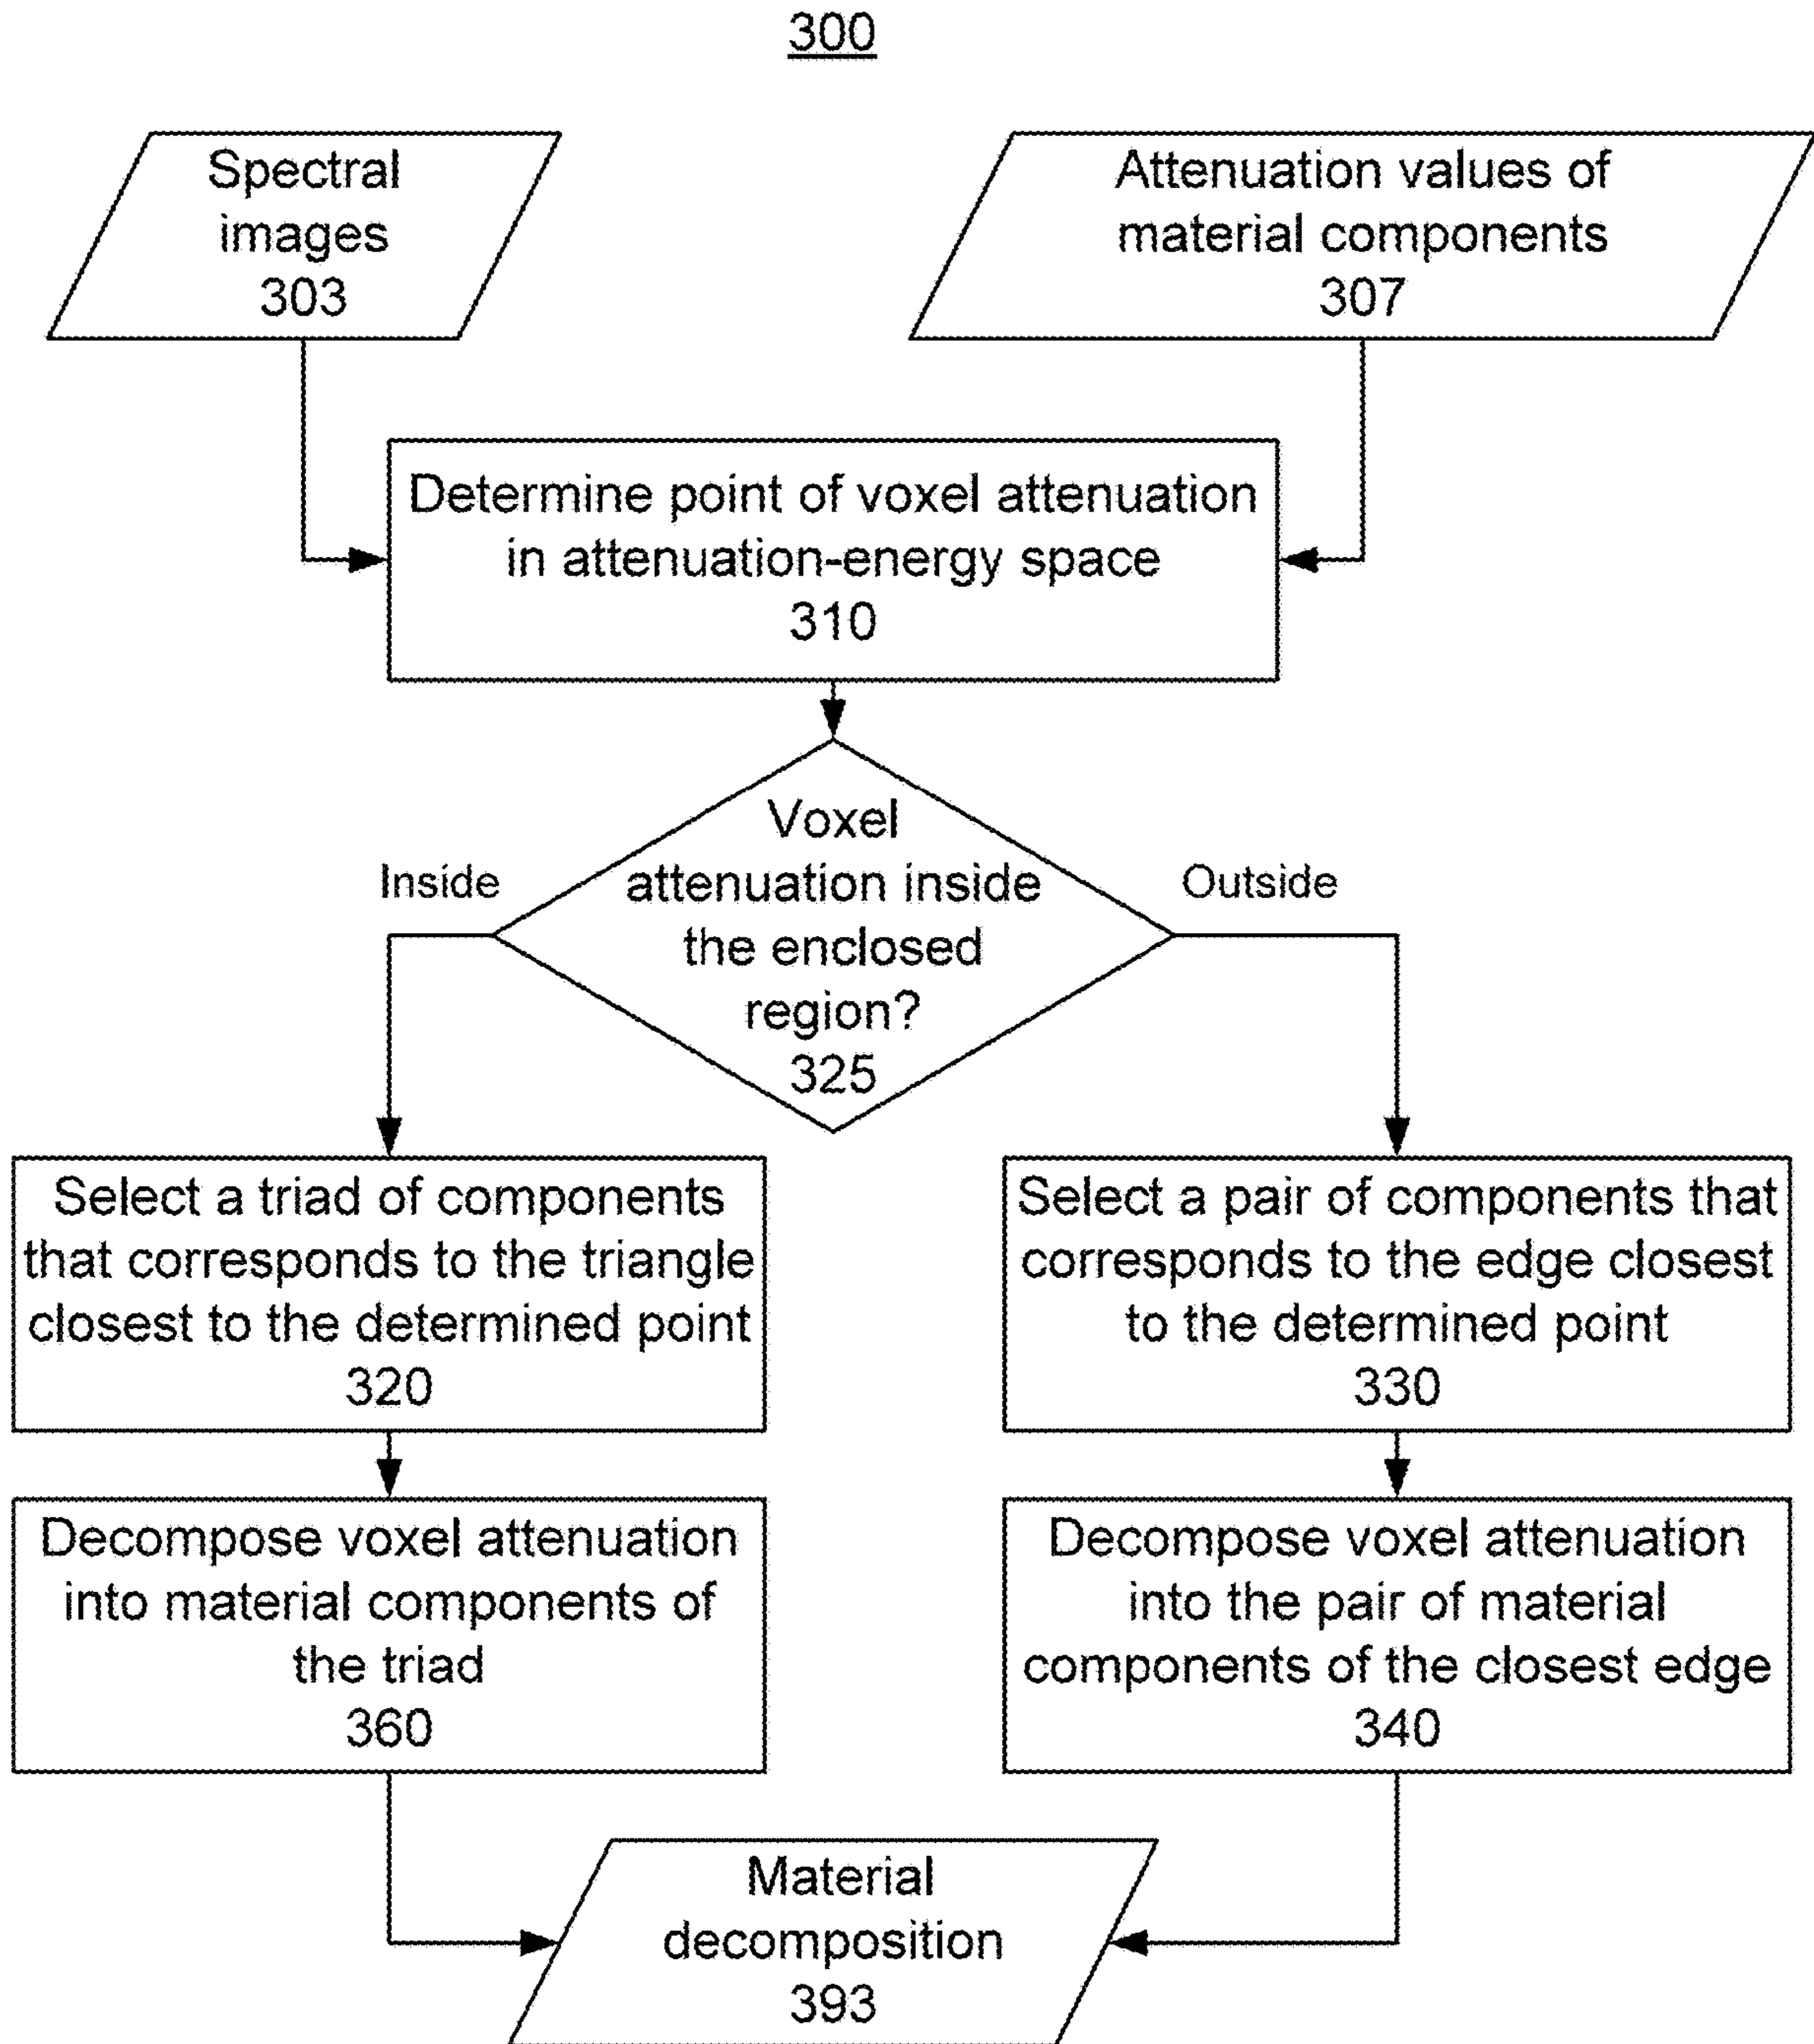 300
Spectral
images
303
Attenuation values of
material components
307
Determine point of voxel attenuation
in attenuation-energy space
310
Voxel
attenuation inside
the enclosed
region?
325
Inside
Outside
Select a triad of components
that corresponds to the triangle
closest to the determined point
320
Select a pair of components that
corresponds to the edge closest
to the determined point
330
Decompose voxel attenuation
into material components of
the triad
360
Decompose voxel attenuation
into the pair of material
components of the closest edge
340
Material
decomposition
393